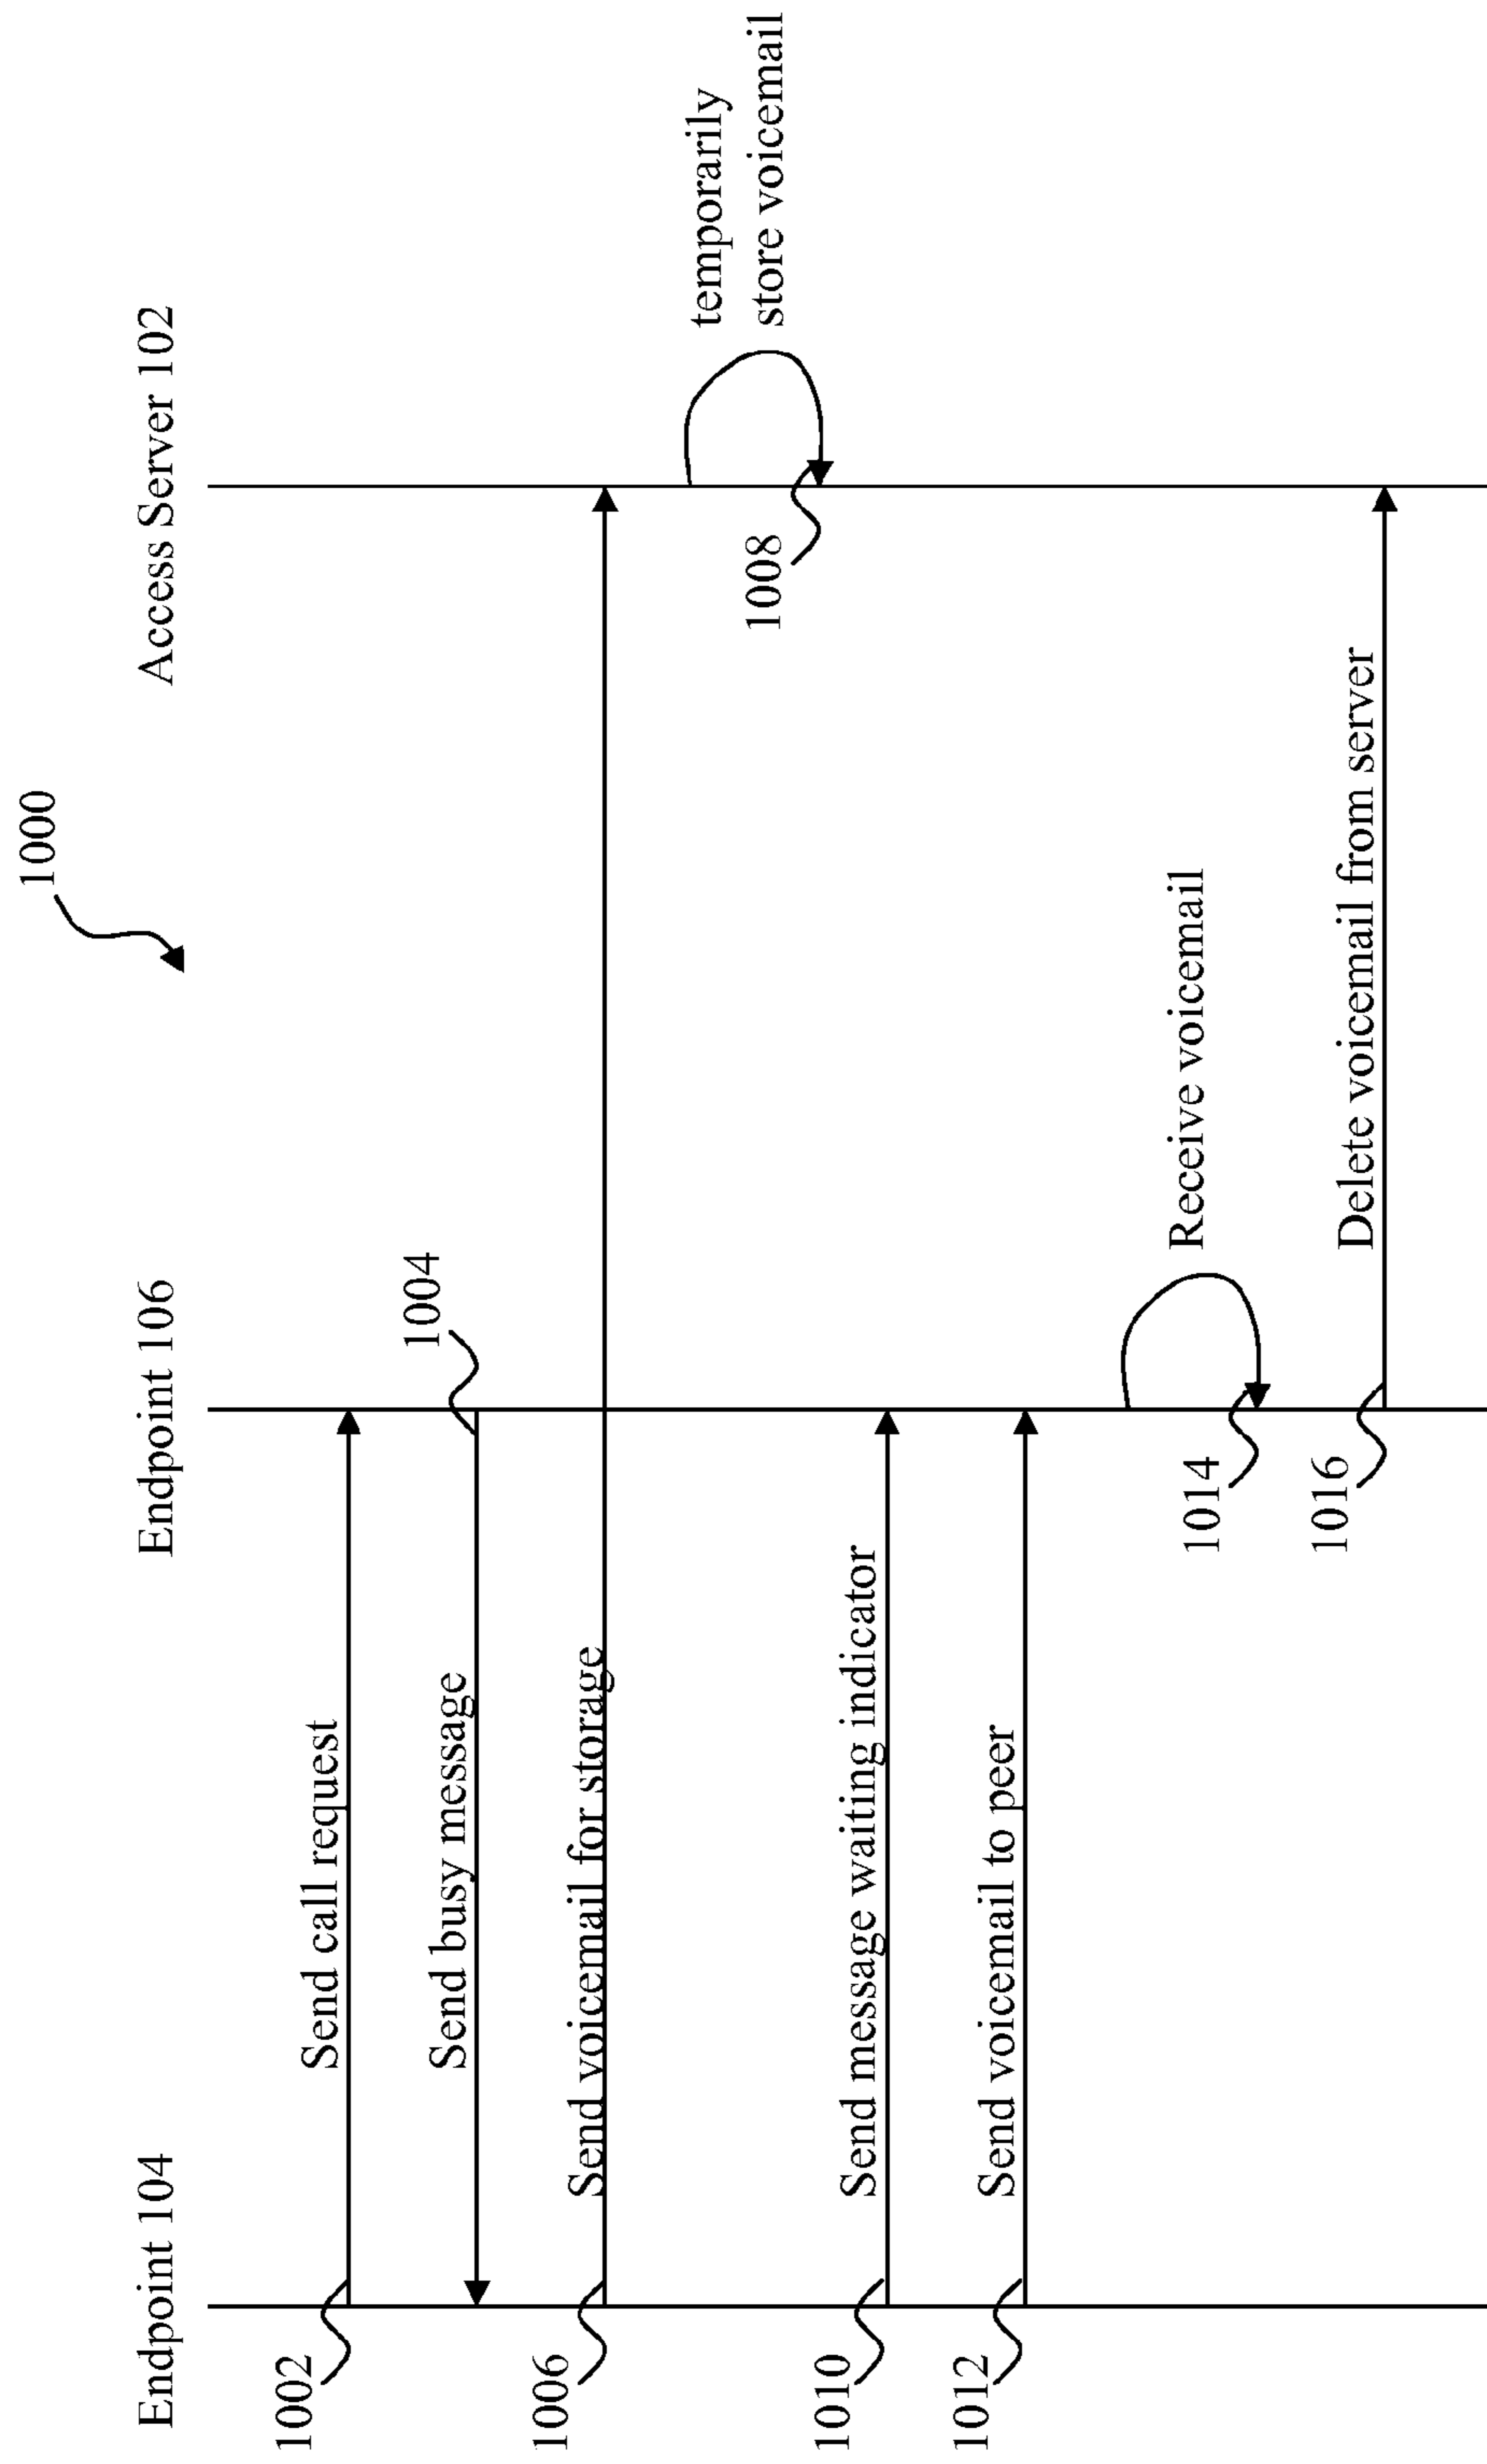 1000
Endpoint 104
Endpoint 106
Access Server 102
1002
Send call request
Send busy message
1004
1006
Send voicemail for storage
temporarily
store voicemail
1008
1010
Send message waiting indicator
1012
Send voicemail to peer
Receive voicemail
1014
Delete voicemail from server
1016